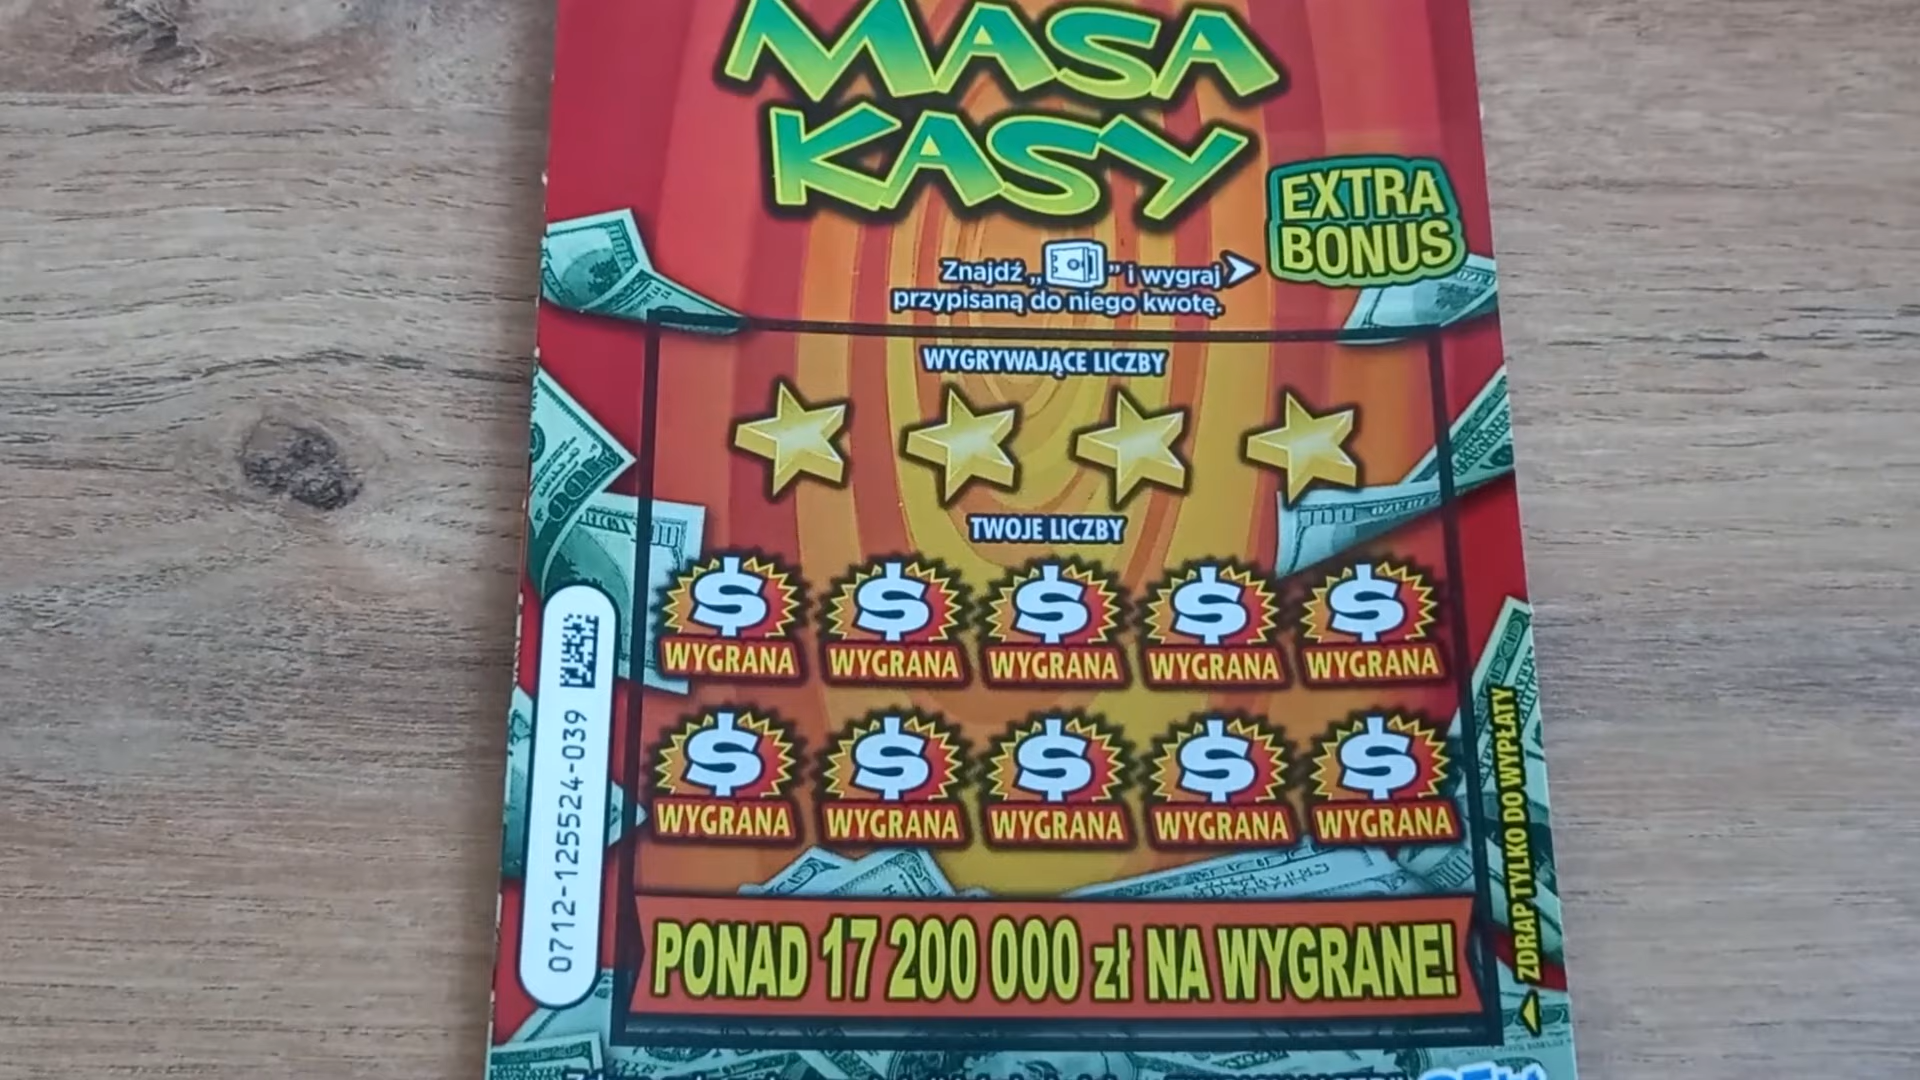 MASA
KASY
EXTRA
BONUS
Znajdź „ ” i wygraj
przypisaną do niego kwotę.
WYGRYWAJĄCE LICZBY
TWOJE LICZBY
WYGRANA WYGRANA WYGRANA WYGRANA WYGRANA
WYGRANA WYGRANA WYGRANA WYGRANA WYGRANA
PONAD 17 200 000 zł NA WYGRANE!
0712-125524-039
ZDRAP TYLKO DO WYPŁATY